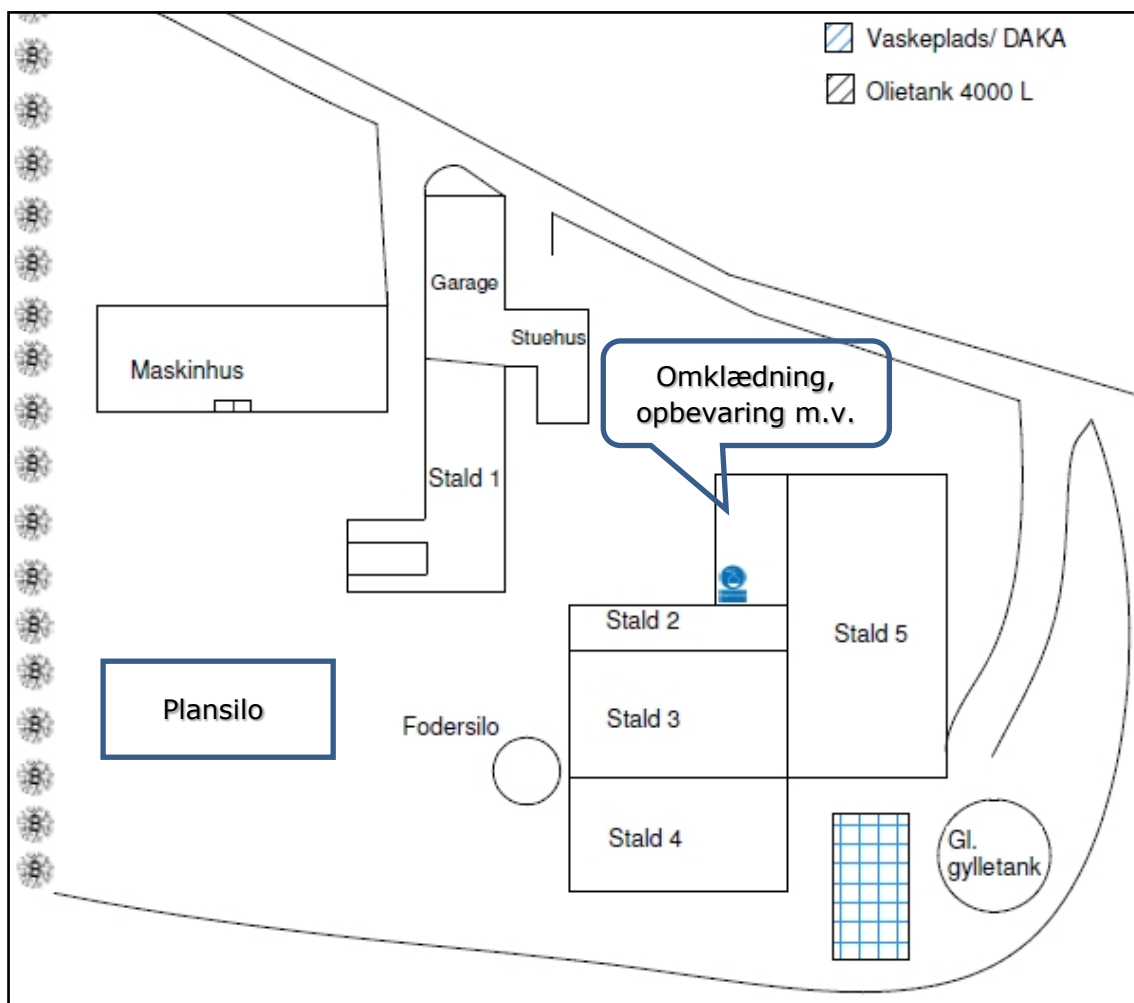 Vaskeplads/ DAKA
Olietank 4000 L
Garage
Stuehus
Maskinhus
Omklædning,
opbevaring m.v.
Stald 1
Stald 2
Stald 5
Plansilo
Stald 3
Fodersilo
Stald 4
Gl.
gylletank